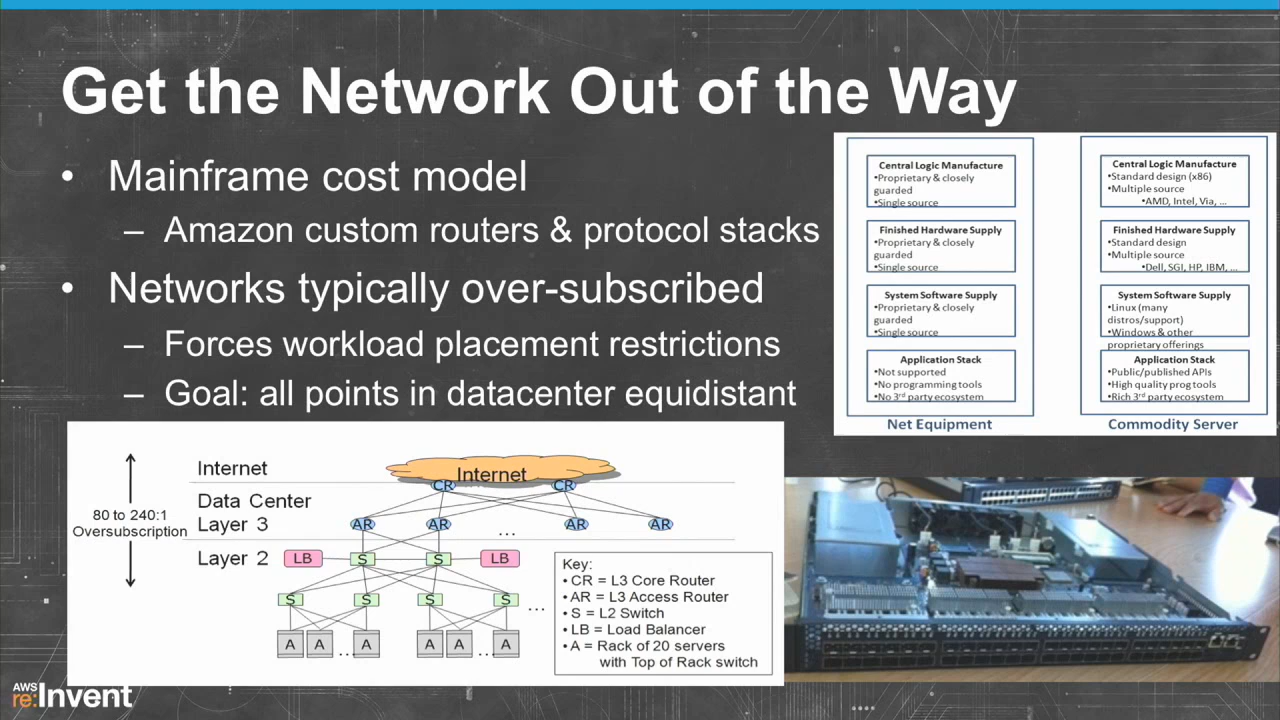 Get the Network Out of the Way
• Mainframe cost model
– Amazon custom routers & protocol stacks
• Networks typically over-subscribed
– Forces workload placement restrictions
– Goal: all points in datacenter equidistant
Central Logic Manufacture
•Proprietary & closely
guarded
•Single source
Finished Hardware Supply
•Proprietary & closely
guarded
•Single source
System Software Supply
•Proprietary & closely
guarded
•Single source
Application Stack
•Not supported
•No programming tools
•No 3rd party ecosystem
Net Equipment
Central Logic Manufacture
•Standard design (x86)
•Multiple source
•AMD, Intel, Via, ...
Finished Hardware Supply
•Standard design
•Multiple source
•Dell, SGI, HP, IBM, ...
System Software Supply
•Linux (many
distros/support)
•Windows & other
proprietary offerings
Application Stack
•Public/published APIs
•High quality prog tools
•Rich 3rd party ecosystem
Commodity Server
80 to 240:1
Oversubscription
Internet
Internet
CR CR
Data Center
Layer 3
AR AR AR AR
...
Layer 2
LB S S LB
S S S S ...
A A ... A A A ... A
Key:
• CR = L3 Core Router
• AR = L3 Access Router
• S = L2 Switch
• LB = Load Balancer
• A = Rack of 20 servers
with Top of Rack switch
AWS
re:Invent